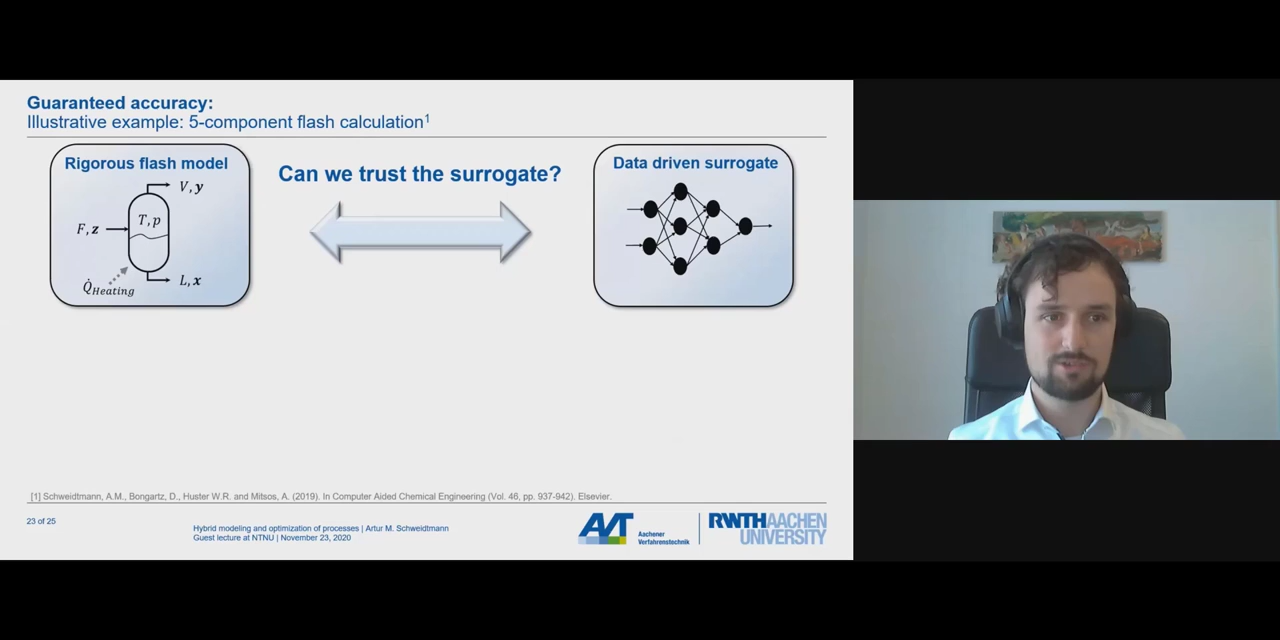 Guaranteed accuracy:
Illustrative example: 5-component flash calculation¹
Rigorous flash model
V, y
T, p
F, z
L, x
Q̇Heating
Can we trust the surrogate?
Data driven surrogate
[1] Schweidtmann, A.M., Bongartz, D., Huster W.R. and Mitsos, A. (2019). In Computer Aided Chemical Engineering (Vol. 46, pp. 937-942). Elsevier.
23 of 25
Hybrid modeling and optimization of processes | Artur M. Schweidtmann
Guest lecture at NTNU | November 23, 2020
AVT
Aachener
Verfahrenstechnik
RWTHAACHEN
UNIVERSITY